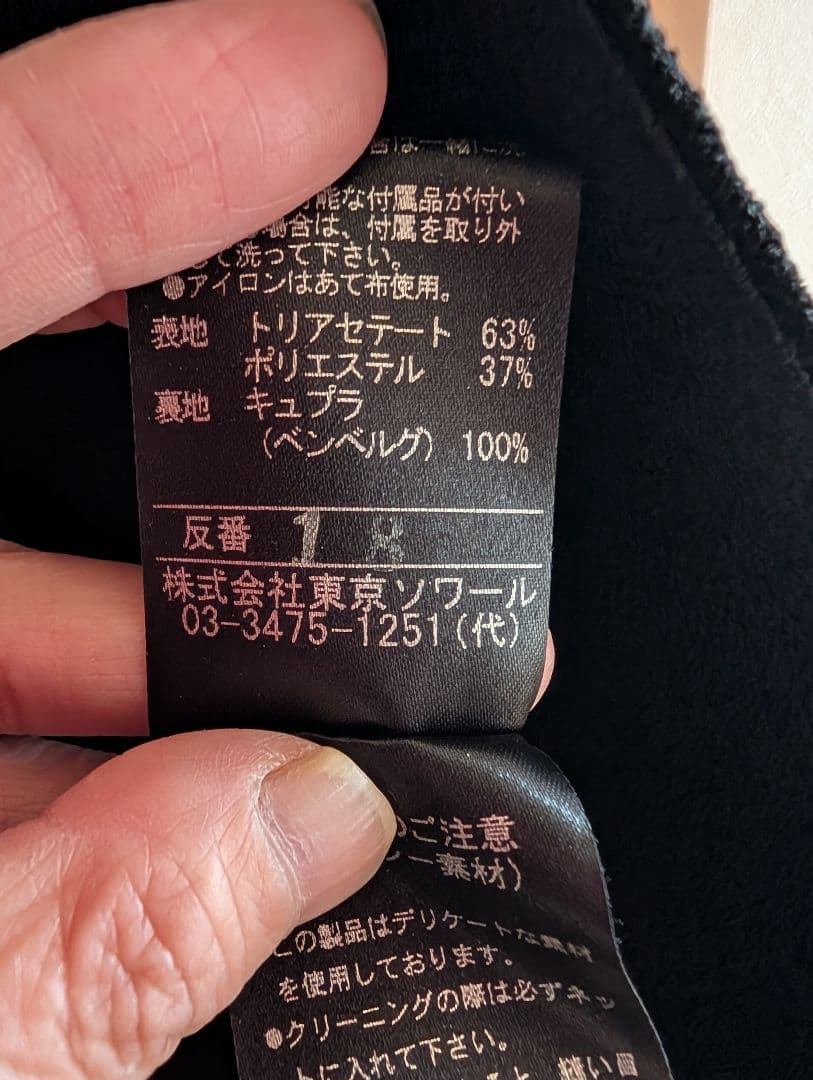 能な付属品が付い
場合は、付属を取り外
して洗って下さい。
●アイロンはあて布使用。
表地 トリアセテート 63%
ポリエステル 37%
裏地 キュプラ
(ベンベルグ) 100%
反番 18
株式会社東京ソワール
03-3475-1251(代)
のご注意
素材)
この製品はデリケートな素材
を使用しております。
●クリーニングの際は必ずネッ
トに入れて下さい。